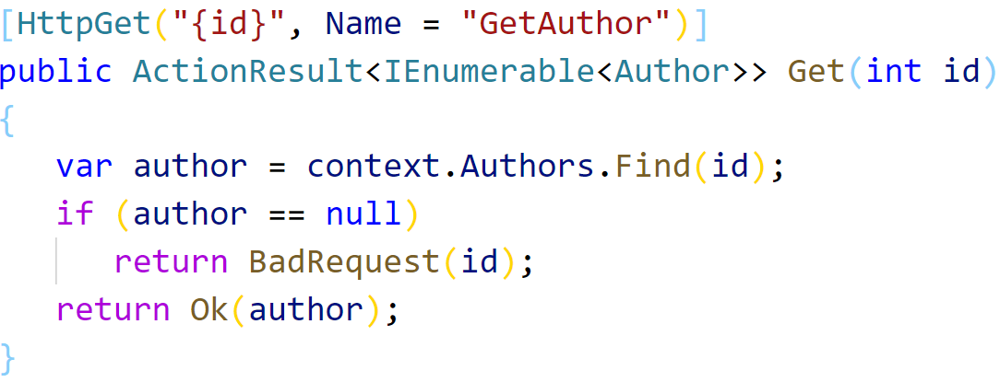 [HttpGet("{id}", Name = "GetAuthor")]
public ActionResult<IEnumerable<Author>> Get(int id)
{
   var author = context.Authors.Find(id);
   if (author == null)
      return BadRequest(id);
   return Ok(author);
}